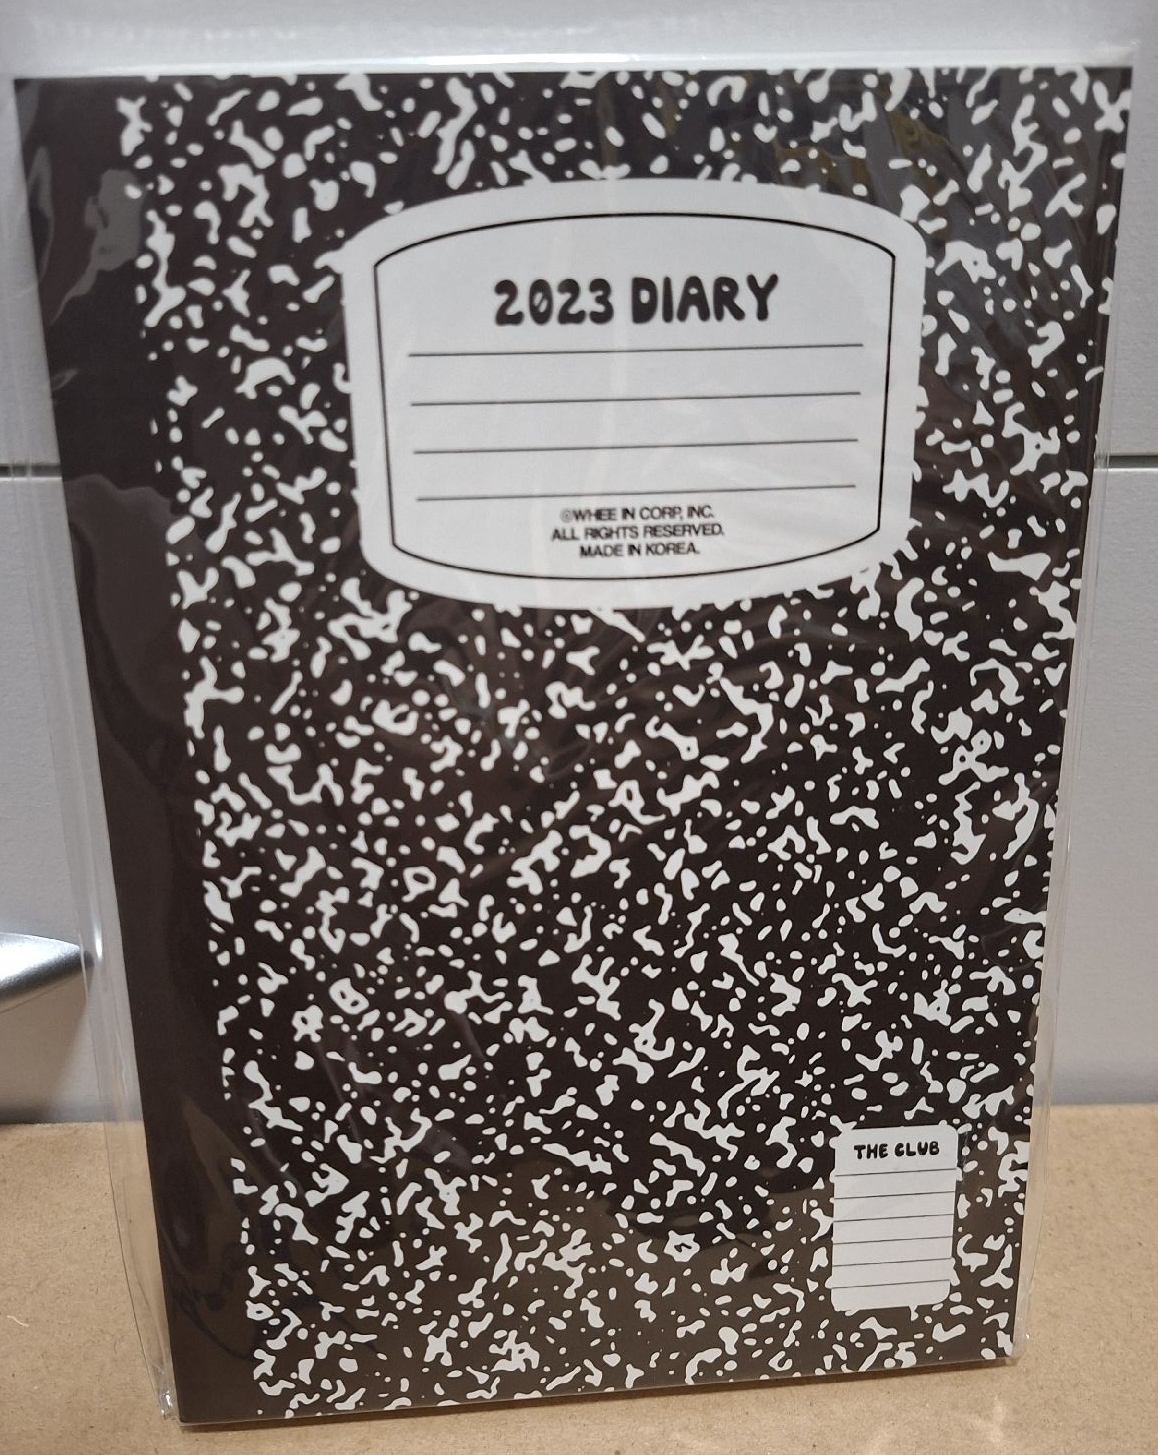 2023 DIARY
©WHEE IN CORP, INC.
ALL RIGHTS RESERVED.
MADE IN KOREA.
THE CLUB